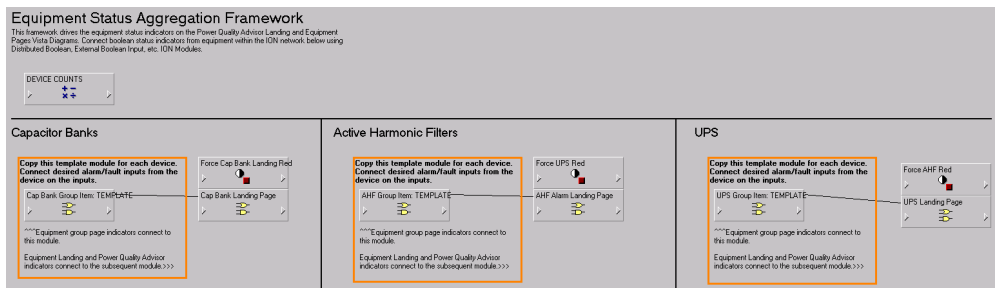 Equipment Status Aggregation Framework
This framework drives the equipment status indicators on the Power Quality Advisor Landing and Equipment
Pages Vista Diagrams. Connect boolean status indicators from equipment within the ION network below using
Distributed Boolean, External Boolean Input, etc. ION Modules.
DEVICE COUNTS
Capacitor Banks
Copy this template module for each device.
Connect desired alarm/fault inputs from the
device on the inputs.
Force Cap Bank Landing Red
Cap Bank Group Item: TEMPLATE
Cap Bank Landing Page
^^^Equipment group page indicators connect to
this module.
Equipment Landing and Power Quality Advisor
indicators connect to the subsequent module.>>>
Active Harmonic Filters
Copy this template module for each device.
Connect desired alarm/fault inputs from the
device on the inputs.
Force UPS Red
AHF Group Item: TEMPLATE
AHF Alarm Landing Page
^^^Equipment group page indicators connect to
this module.
Equipment Landing and Power Quality Advisor
indicators connect to the subsequent module.>>>
UPS
Copy this template module for each device.
Connect desired alarm/fault inputs from the
device on the inputs.
Force AHF Red
UPS Group Item: TEMPLATE
UPS Landing Page
^^^Equipment group page indicators connect to
this module.
Equipment Landing and Power Quality Advisor
indicators connect to the subsequent module.>>>